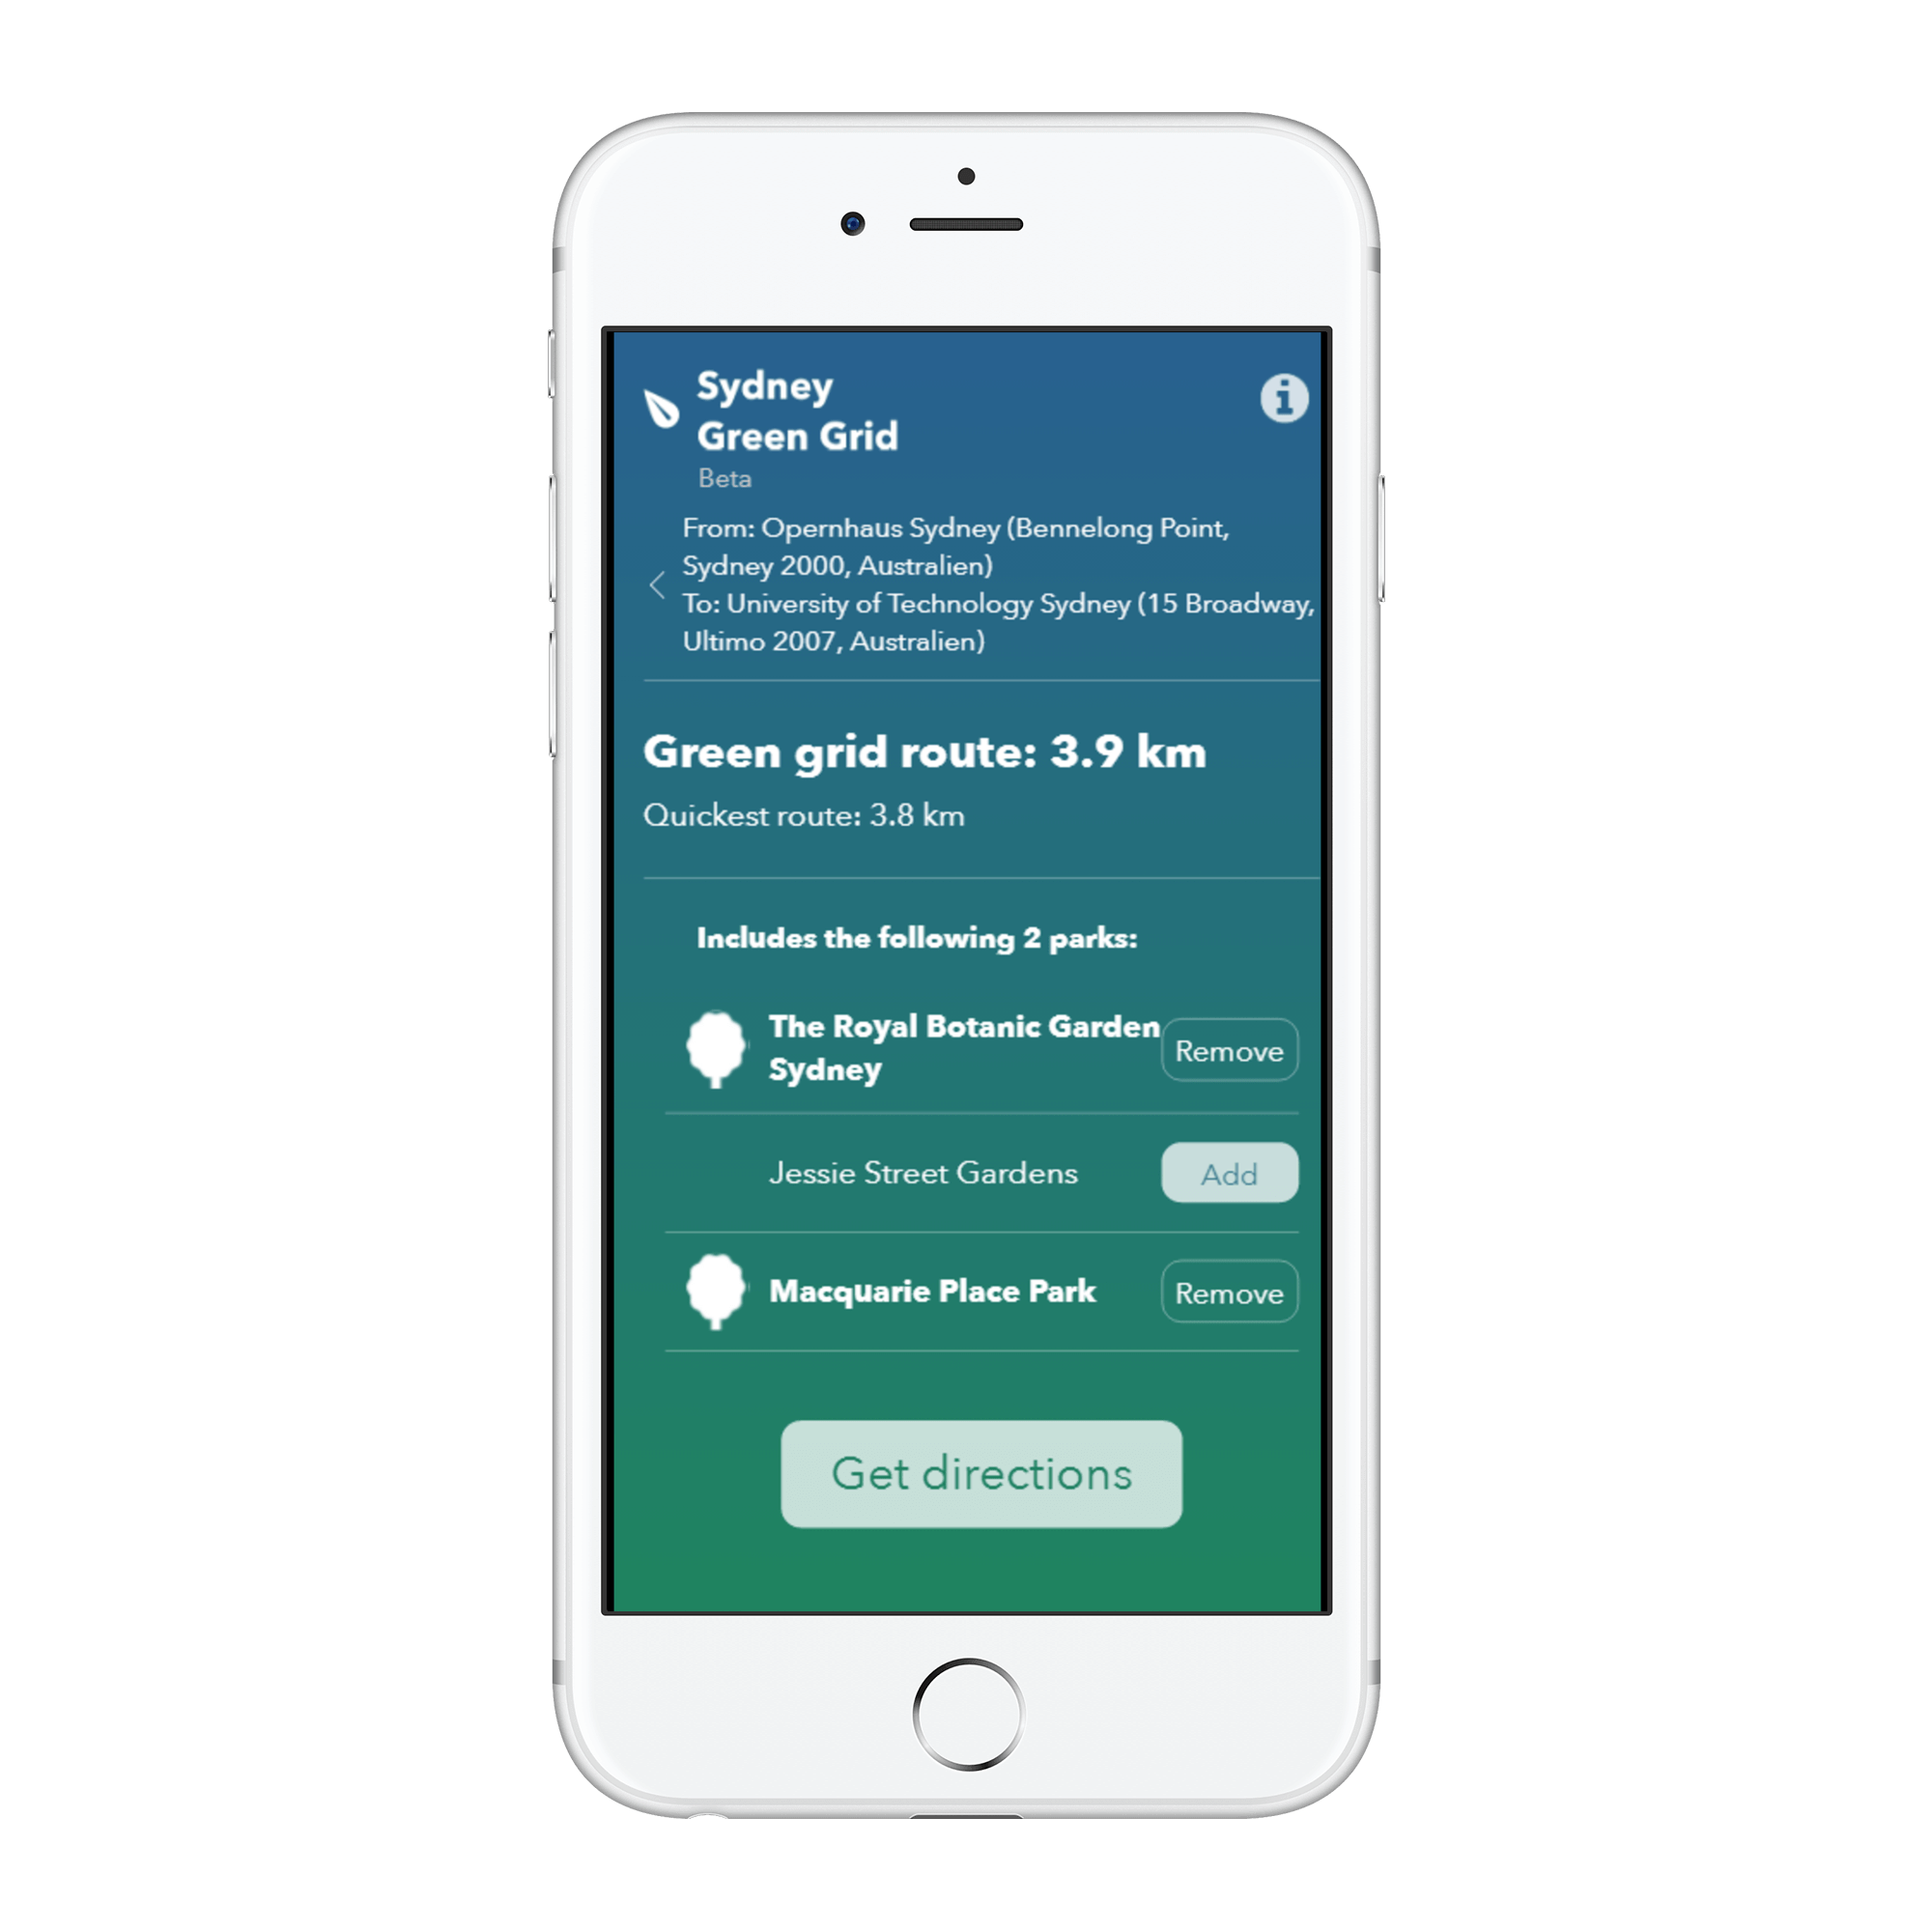 Sydney
Green Grid
Beta
From: Opernhaus Sydney (Bennelong Point,
Sydney 2000, Australien)
To: University of Technology Sydney (15 Broadway,
Ultimo 2007, Australien)
Green grid route: 3.9 km
Quickest route: 3.8 km
Includes the following 2 parks:
The Royal Botanic Garden
Sydney
Remove
Jessie Street Gardens
Add
Macquarie Place Park
Remove
Get directions